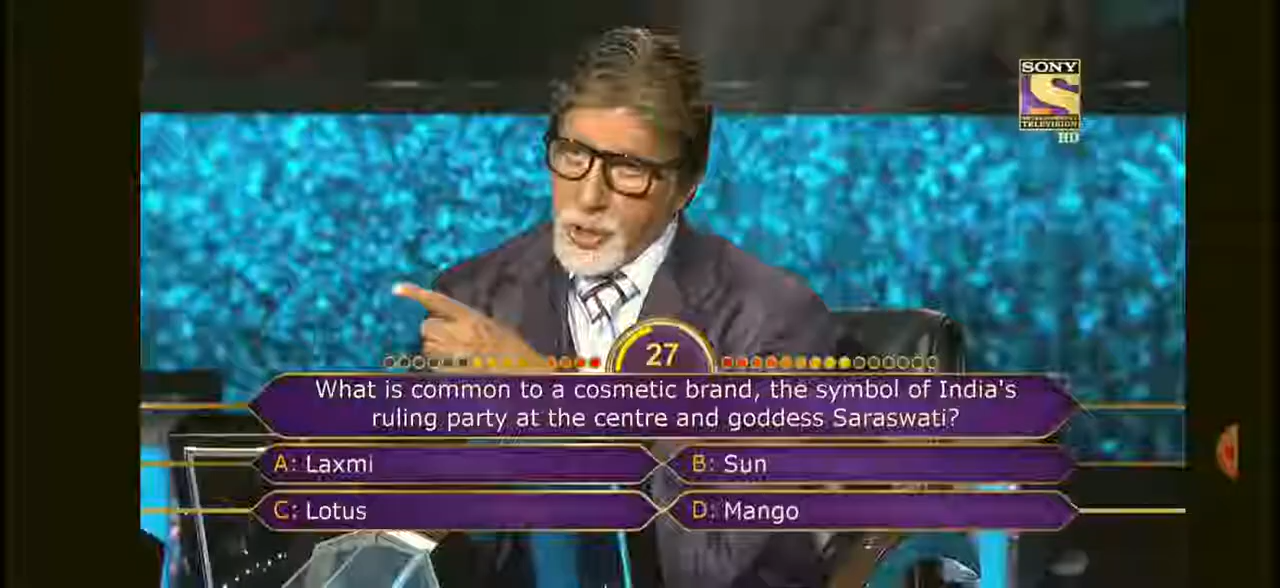 SONY
TELEVISION
HD
27
What is common to a cosmetic brand, the symbol of India's
ruling party at the centre and goddess Saraswati?
A: Laxmi
B: Sun
C: Lotus
D: Mango